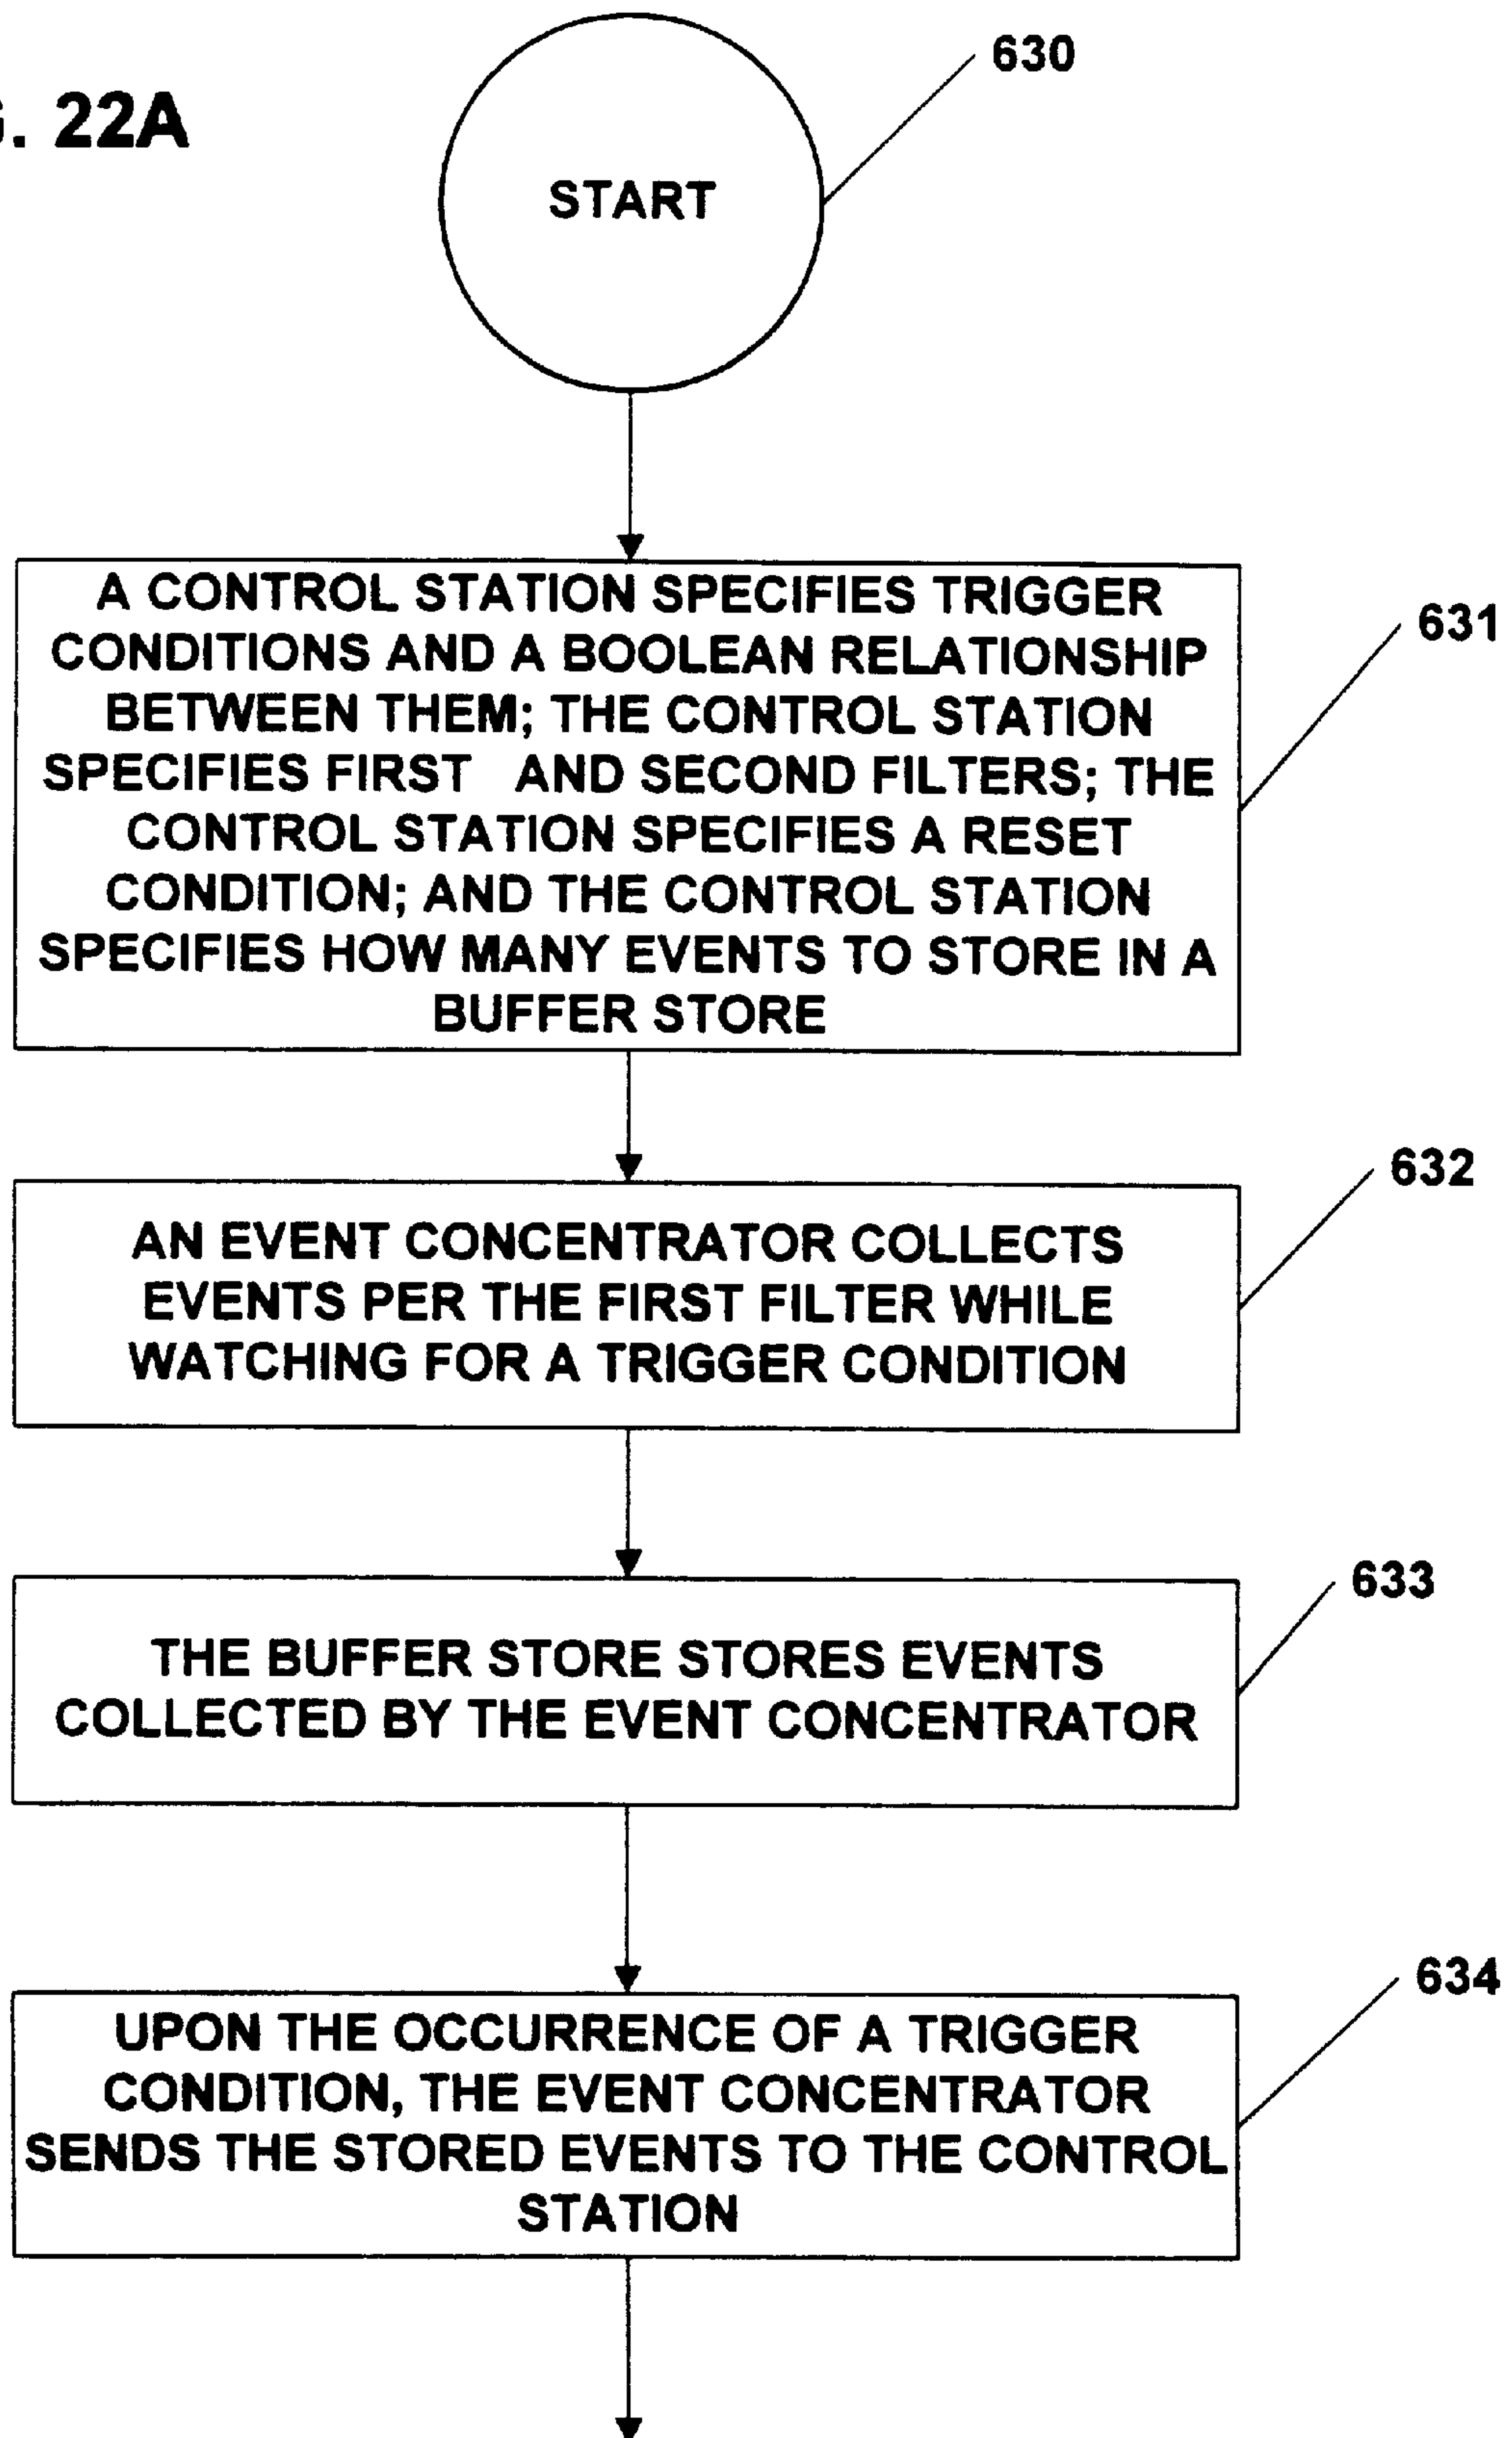 . 22A
630
START
A CONTROL STATION SPECIFIES TRIGGER
CONDITIONS AND A BOOLEAN RELATIONSHIP
BETWEEN THEM; THE CONTROL STATION
SPECIFIES FIRST AND SECOND FILTERS; THE
CONTROL STATION SPECIFIES A RESET
CONDITION; AND THE CONTROL STATION
SPECIFIES HOW MANY EVENTS TO STORE IN A
BUFFER STORE
631
AN EVENT CONCENTRATOR COLLECTS
EVENTS PER THE FIRST FILTER WHILE
WATCHING FOR A TRIGGER CONDITION
632
THE BUFFER STORE STORES EVENTS
COLLECTED BY THE EVENT CONCENTRATOR
633
UPON THE OCCURRENCE OF A TRIGGER
CONDITION, THE EVENT CONCENTRATOR
SENDS THE STORED EVENTS TO THE CONTROL
STATION
634